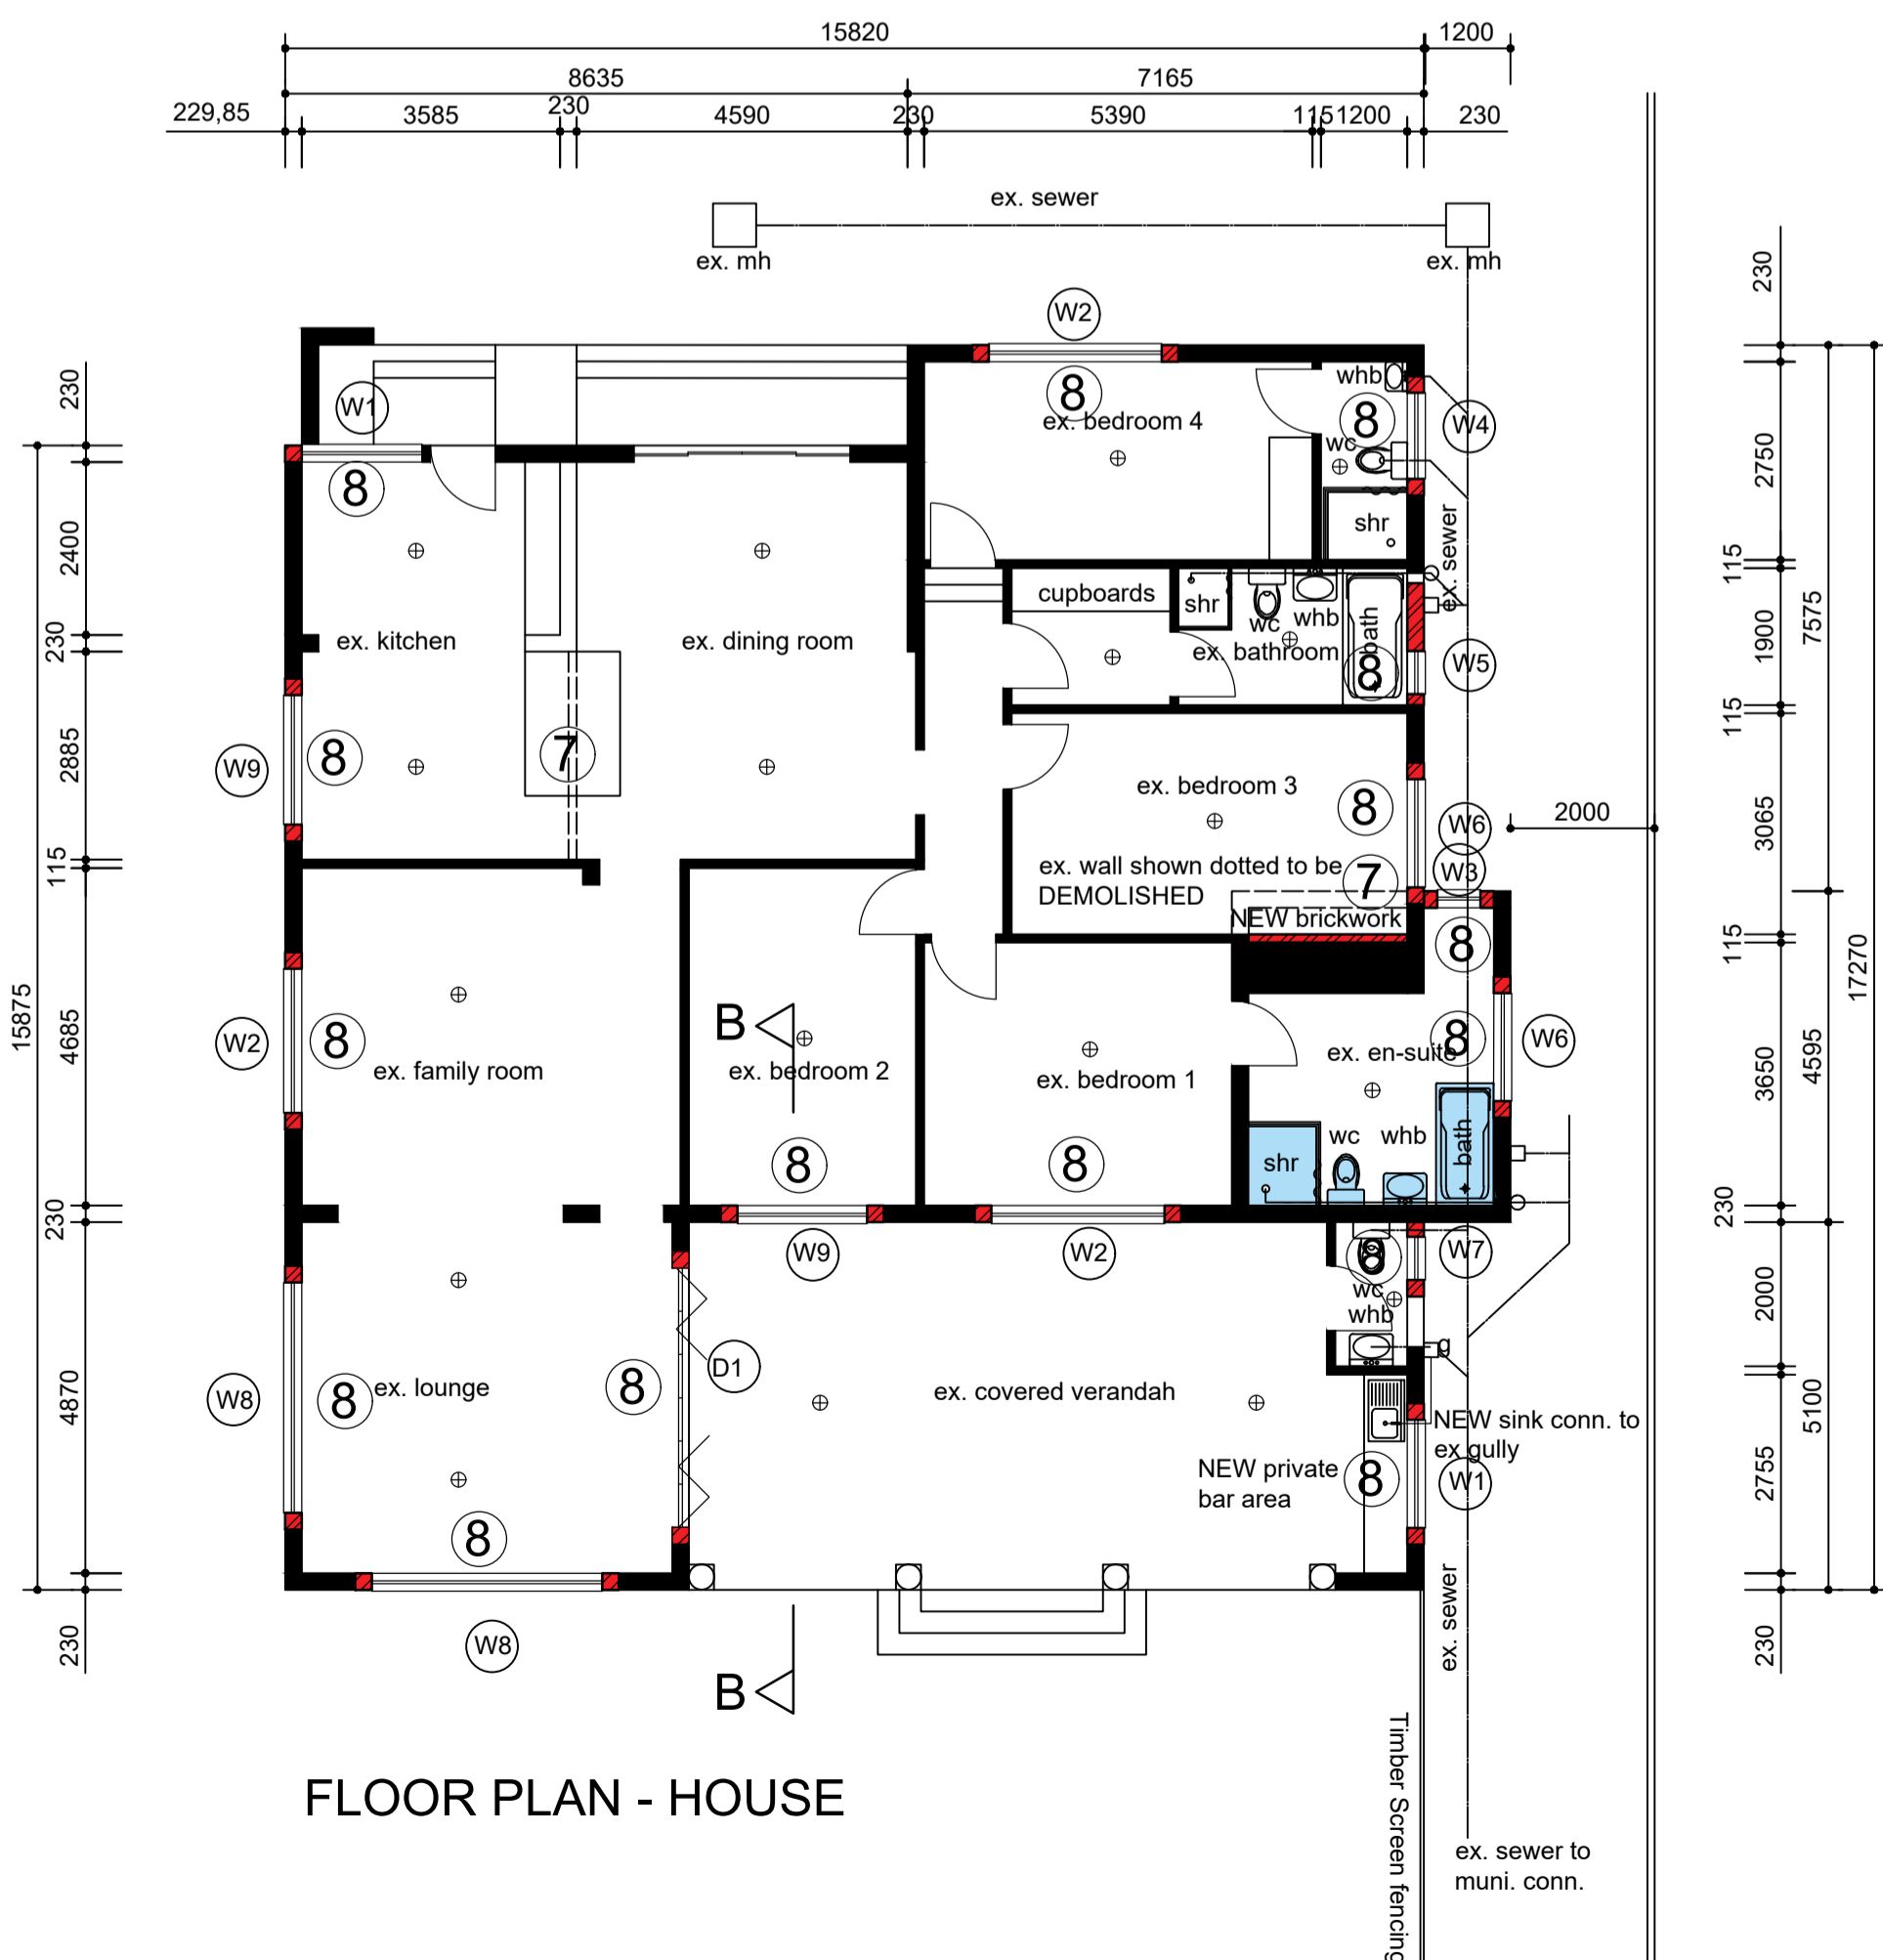 15820
1200
8635
7165
229,85
3585
230
4590
230
5390
115
1200
230
ex. sewer
ex. mh
ex. mh
W2
230
2400
230
2885
115
4685
230
4870
230
15875
W1
8
8
ex. bedroom 4
whb
8
wc
shr
W4
ex. sewer
ex. kitchen
ex. dining room
cupboards
shr
wc
whb
bath
ex. bathroom
8
W5
W9
8
7
ex. bedroom 3
8
W6
W3
2000
ex. wall shown dotted to be
DEMOLISHED
7
NEW brickwork
8
W2
8
ex. family room
B
ex. bedroom 2
ex. bedroom 1
ex. en-suite
8
W6
8
8
shr
wc
whb
bath
W9
W2
8
W7
wc
whb
g
W8
8
ex. lounge
8
D1
ex. covered verandah
NEW sink conn. to
ex gully
NEW private
bar area
8
W1
8
W8
B
ex. sewer
Timber Screen fencing
ex. sewer to
muni. conn.
230
2750
115
1900
115
3065
115
3650
230
2000
2755
230
7575
4595
5100
17270
FLOOR PLAN - HOUSE